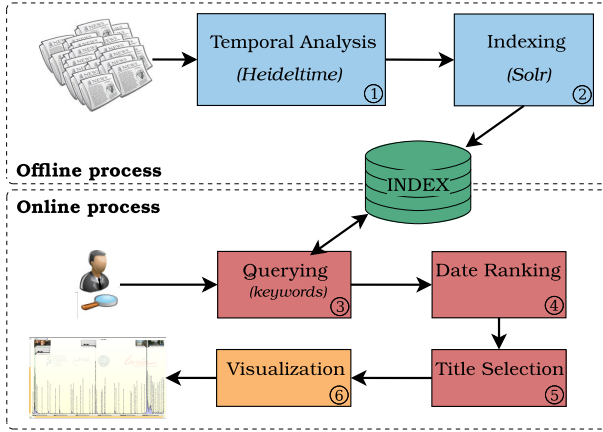 Temporal Analysis
(Heideltime)
1
Indexing
(Solr)
2
Offline process
INDEX
Online process
Querying
(keywords)
3
Date Ranking
4
Visualization
6
Title Selection
5